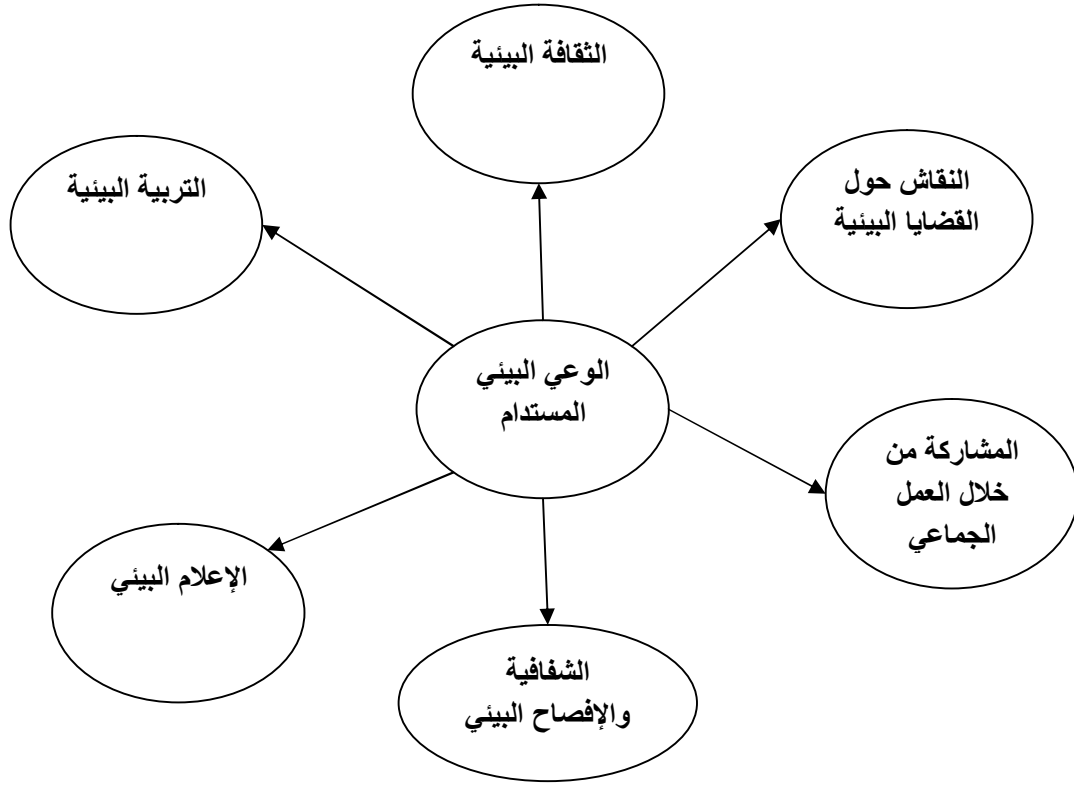 الثقافة البيئية
النقاش حول
القضايا البيئية
التربية البيئية
الوعي البيئي
المستدام
المشاركة من
خلال العمل
الجماعي
الإعلام البيئي
الشفافية
والإفصاح البيئي